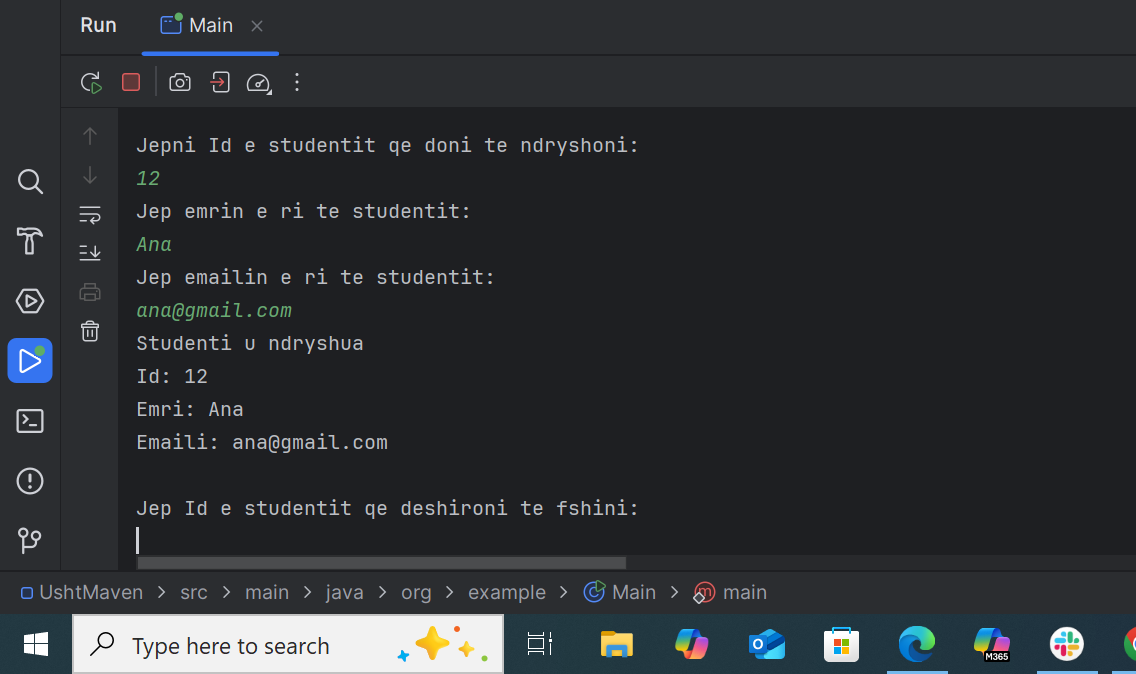 Run Main
Jepni Id e studentit qe doni te ndryshoni:
12
Jep emrin e ri te studentit:
Ana
Jep emailin e ri te studentit:
ana@gmail.com
Studenti u ndryshua
Id: 12
Emri: Ana
Emaili: ana@gmail.com
Jep Id e studentit qe deshironi te fshini:
UshtMaven > src > main > java > org > example > Main > main
Type here to search
M365